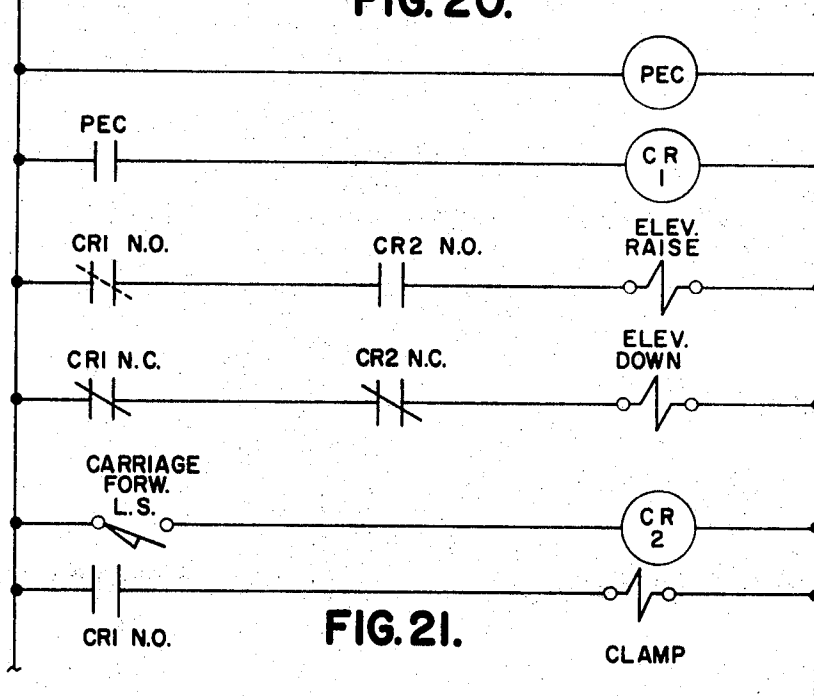 FIG. 20.
PEC
PEC
CR
1
CR1 N.O.
CR2 N.O.
ELEV.
RAISE
CR1 N.C.
CR2 N.C.
ELEV.
DOWN
CARRIAGE
FORW.
L.S.
CR
2
CR1 N.O.
FIG. 21.
CLAMP